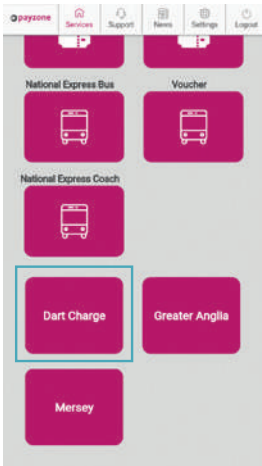 payzone
Services
Support
News
Settings
Logout
National Express Bus
Voucher
National Express Coach
Dart Charge
Greater Anglia
Mersey